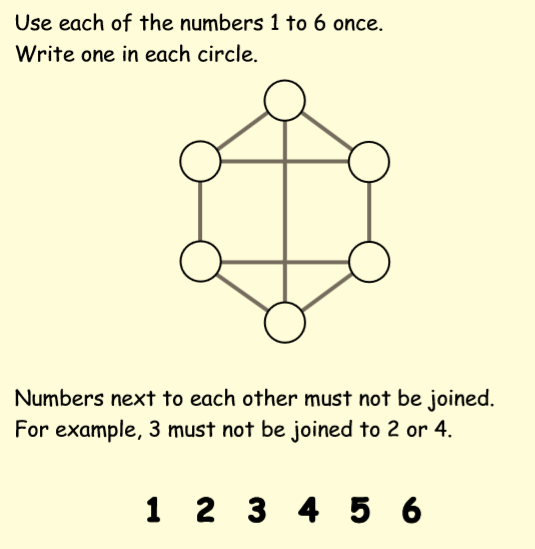 Use each of the numbers 1 to 6 once.
Write one in each circle.
Numbers next to each other must not be joined.
For example, 3 must not be joined to 2 or 4.
1 2 3 4 5 6